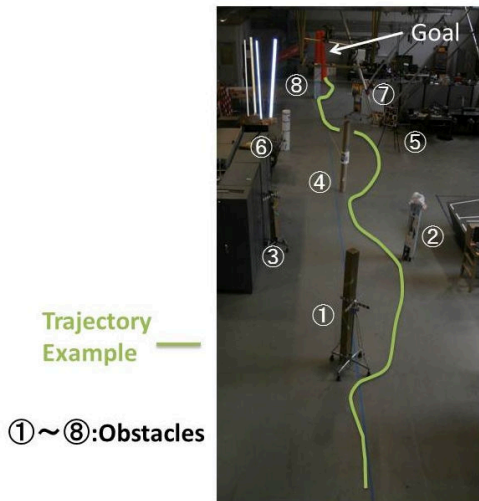 Goal
⑧
⑦
⑥
⑤
④
②
③
①
Trajectory
Example
①～⑧:Obstacles